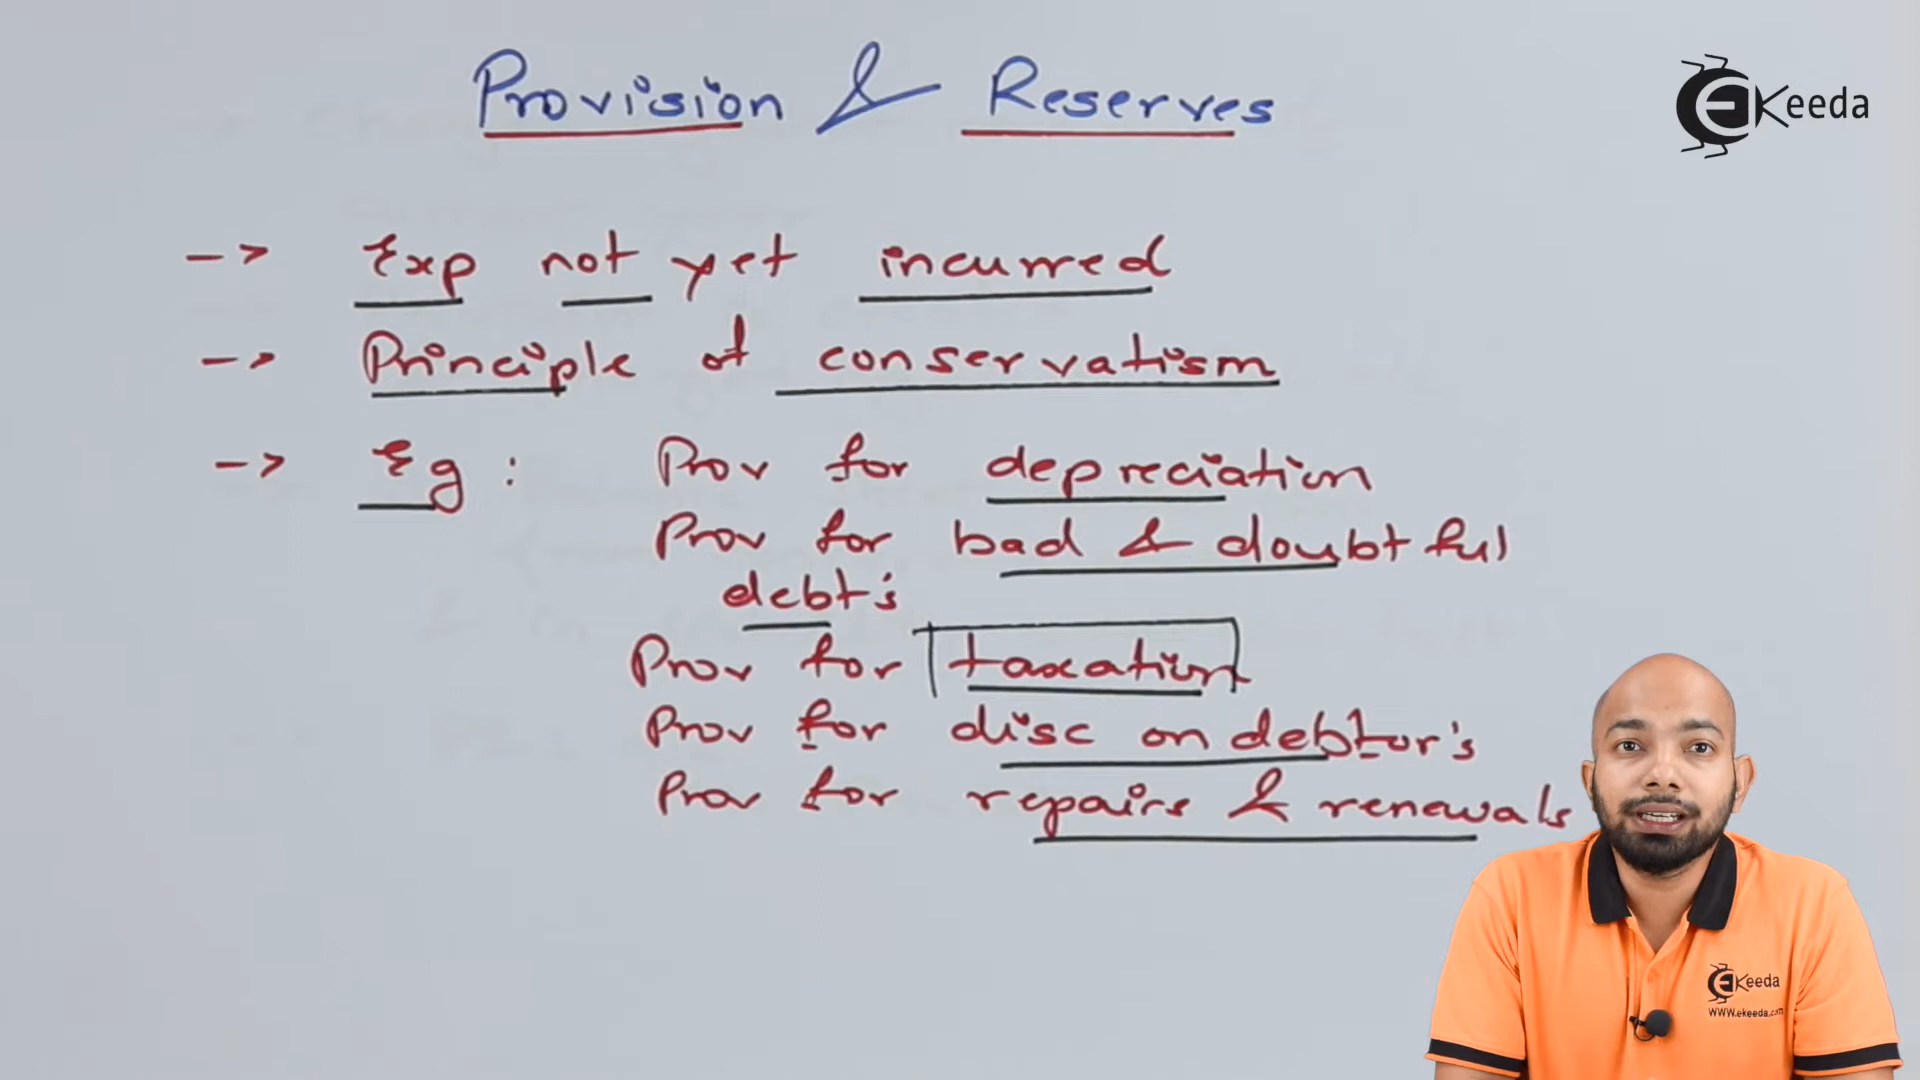 Provision & Reserves
EKeeda
-> Exp not yet incurred
-> Principle of conservatism
-> Eg : Prov for depreciation
Prov for bad & doubtful
debt's
Prov for taxation
Prov for disc on debtor's
Prov for repairs & renewals
EKeeda
www.ekeeda.com